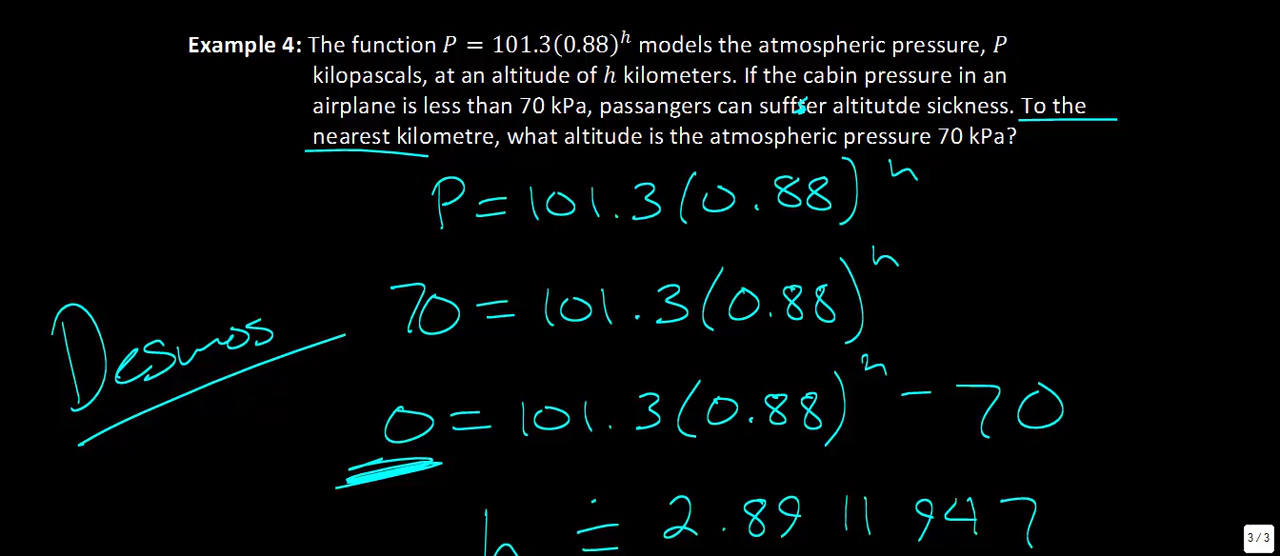 Example 4: The function P = 101.3(0.88)^h models the atmospheric pressure, P
kilopascals, at an altitude of h kilometers. If the cabin pressure in an
airplane is less than 70 kPa, passangers can suffser altitutde sickness. To the
nearest kilometre, what altitude is the atmospheric pressure 70 kPa?
P = 101.3(0.88)^h
70 = 101.3(0.88)^h
Desmos
0 = 101.3(0.88)^h - 70
h ≐ 2.8911947
3 / 3